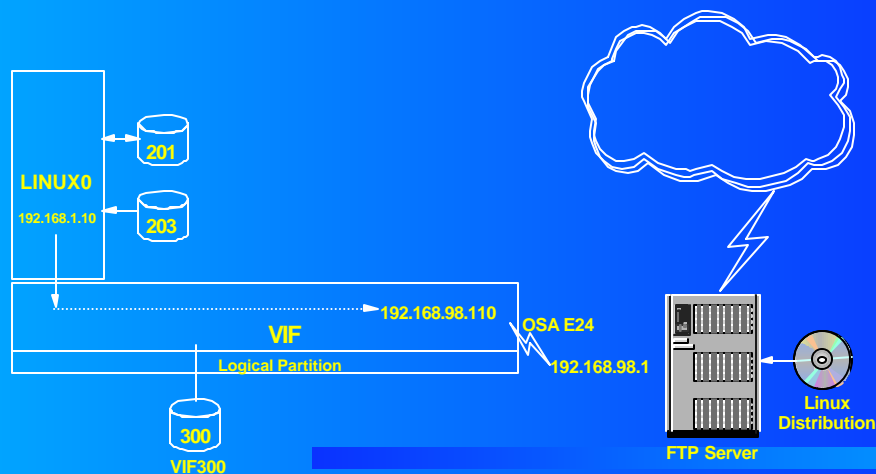 201
LINUX0
192.168.1.10
203
192.168.98.110
OSA E24
VIF
Logical Partition
192.168.98.1
300
VIF300
Linux
Distribution
FTP Server